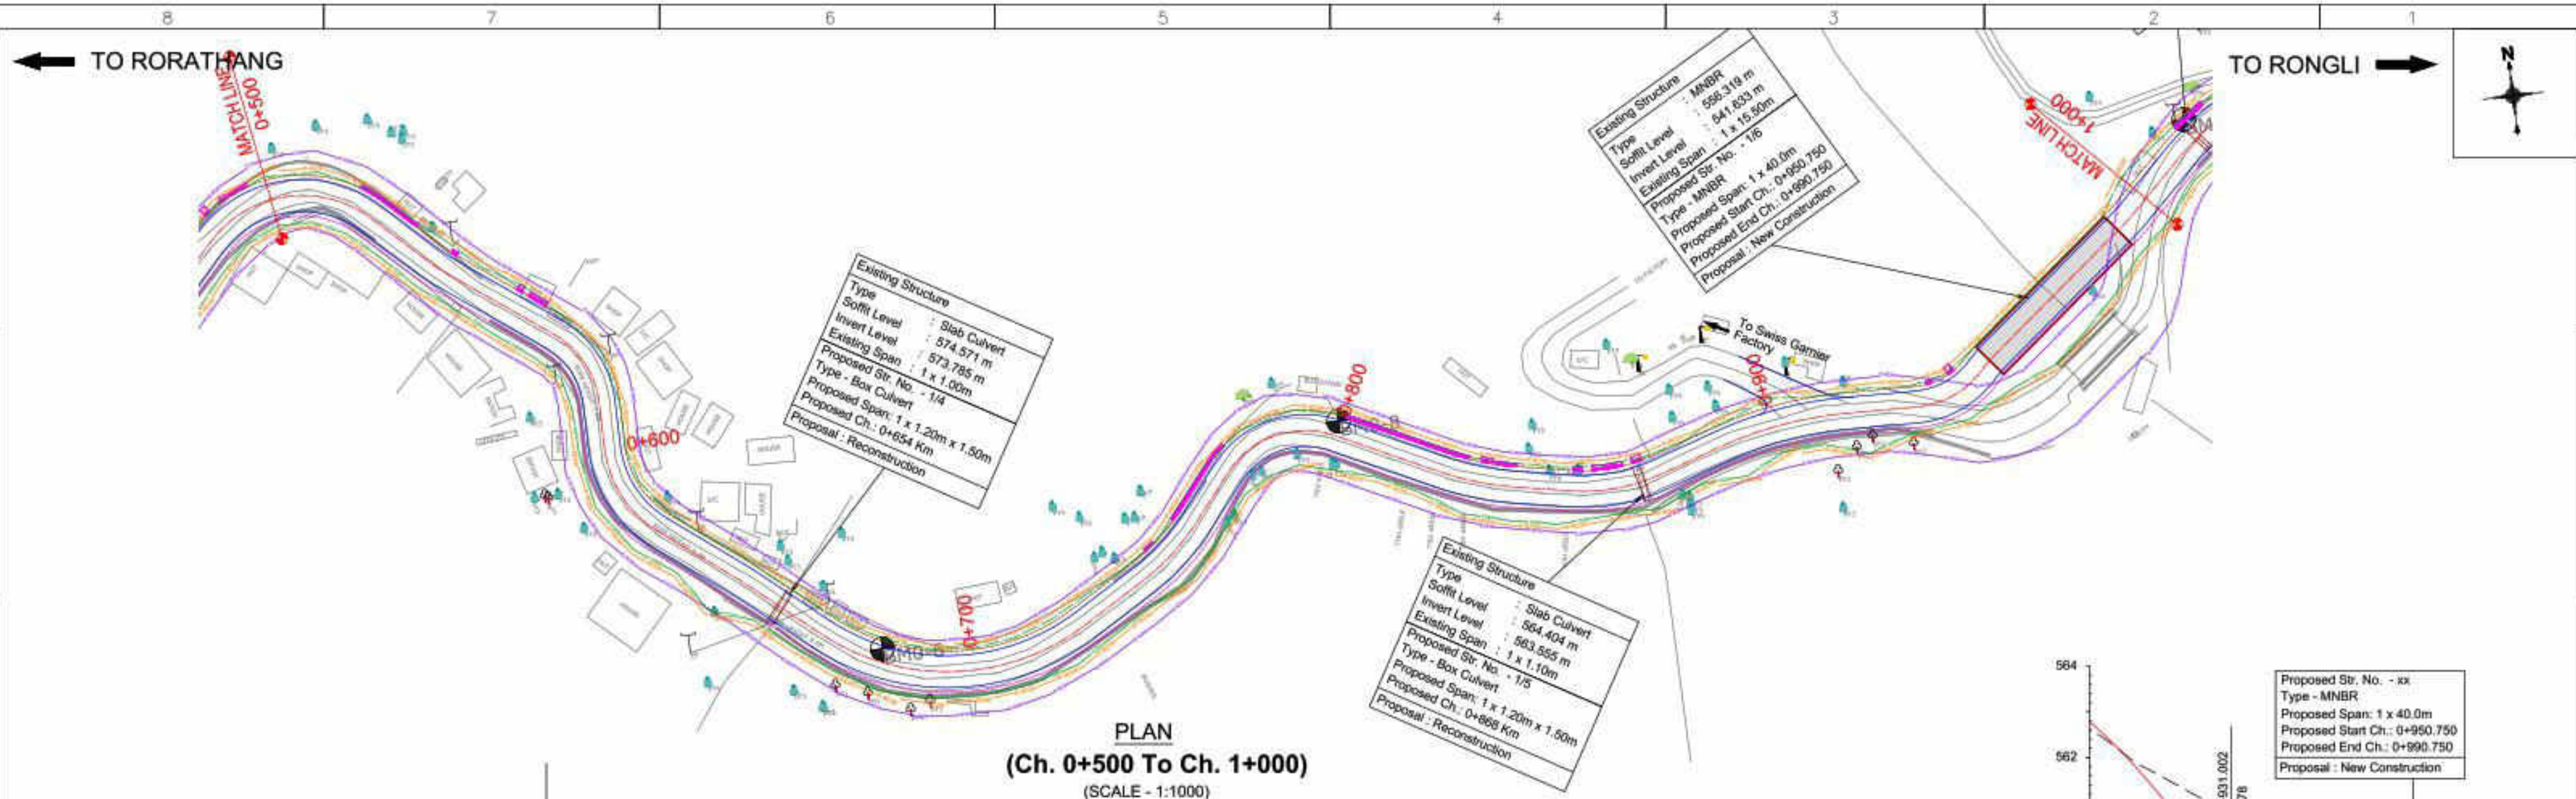 8 7 6 5 4 3 2 1
TO RORATHANG
TO RONGLI
N
MATCH LINE
0+500
Existing Structure
Type : MNBR
Soffit Level : 556.319 m
Invert Level : 541.633 m
Existing Span : 1 x 15.50m
Proposed Str. No. - 1/6
Type - MNBR
Proposed Span: 1 x 40.0m
Proposed Start Ch.: 0+950.750
Proposed End Ch.: 0+990.750
Proposal : New Construction
MATCH LINE
1+000
Existing Structure
Type : Slab Culvert
Soffit Level : 574.571 m
Invert Level : 573.785 m
Existing Span : 1 x 1.00m
Proposed Str. No. - 1/4
Type - Box Culvert
Proposed Span: 1 x 1.20m x 1.50m
Proposed Ch.: 0+654 Km
Proposal : Reconstruction
To Swiss Garnier
Factory
0+600
0+700
0+800
0+900
Existing Structure
Type : Slab Culvert
Soffit Level : 564.404 m
Invert Level : 563.555 m
Existing Span : 1 x 1.10m
Proposed Str. No. - 1/5
Type - Box Culvert
Proposed Span: 1 x 1.20m x 1.50m
Proposed Ch.: 0+868 Km
Proposal : Reconstruction
PLAN
(Ch. 0+500 To Ch. 1+000)
(SCALE - 1:1000)
564
562
931.002
Proposed Str. No. - xx
Type - MNBR
Proposed Span: 1 x 40.0m
Proposed Start Ch.: 0+950.750
Proposed End Ch.: 0+990.750
Proposal : New Construction